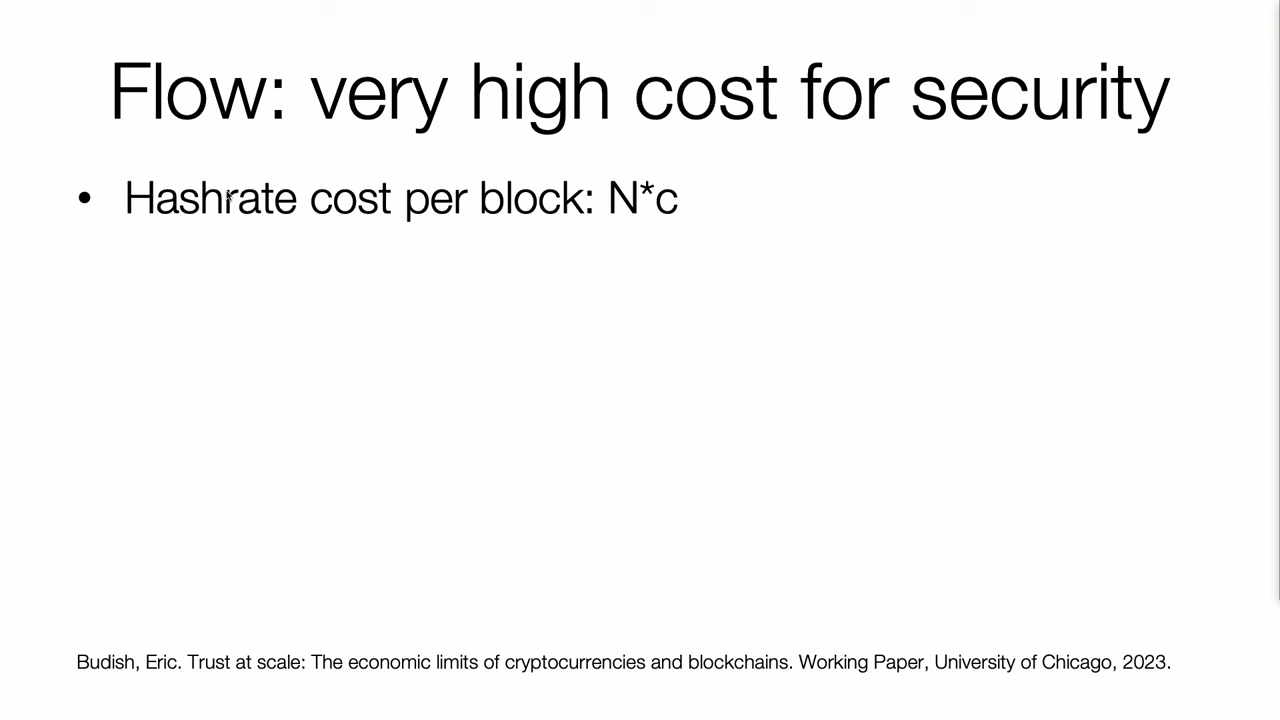 Flow: very high cost for security
• Hashrate cost per block: N*c
Budish, Eric. Trust at scale: The economic limits of cryptocurrencies and blockchains. Working Paper, University of Chicago, 2023.